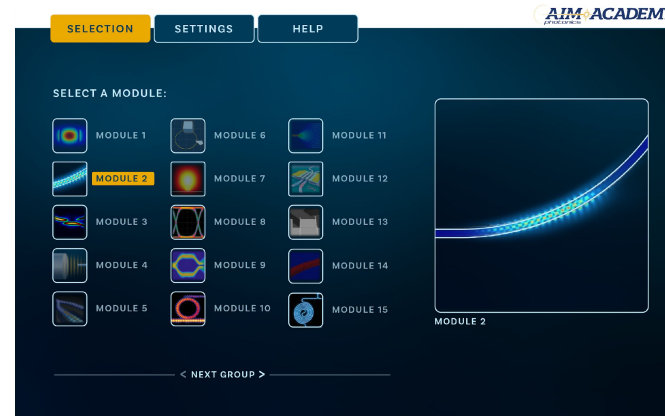 SELECTION SETTINGS HELP
AIM ACADEM
photonics
SELECT A MODULE:
MODULE 1 MODULE 6 MODULE 11
MODULE 2 MODULE 7 MODULE 12
MODULE 3 MODULE 8 MODULE 13
MODULE 4 MODULE 9 MODULE 14
MODULE 5 MODULE 10 MODULE 15
MODULE 2
< NEXT GROUP >